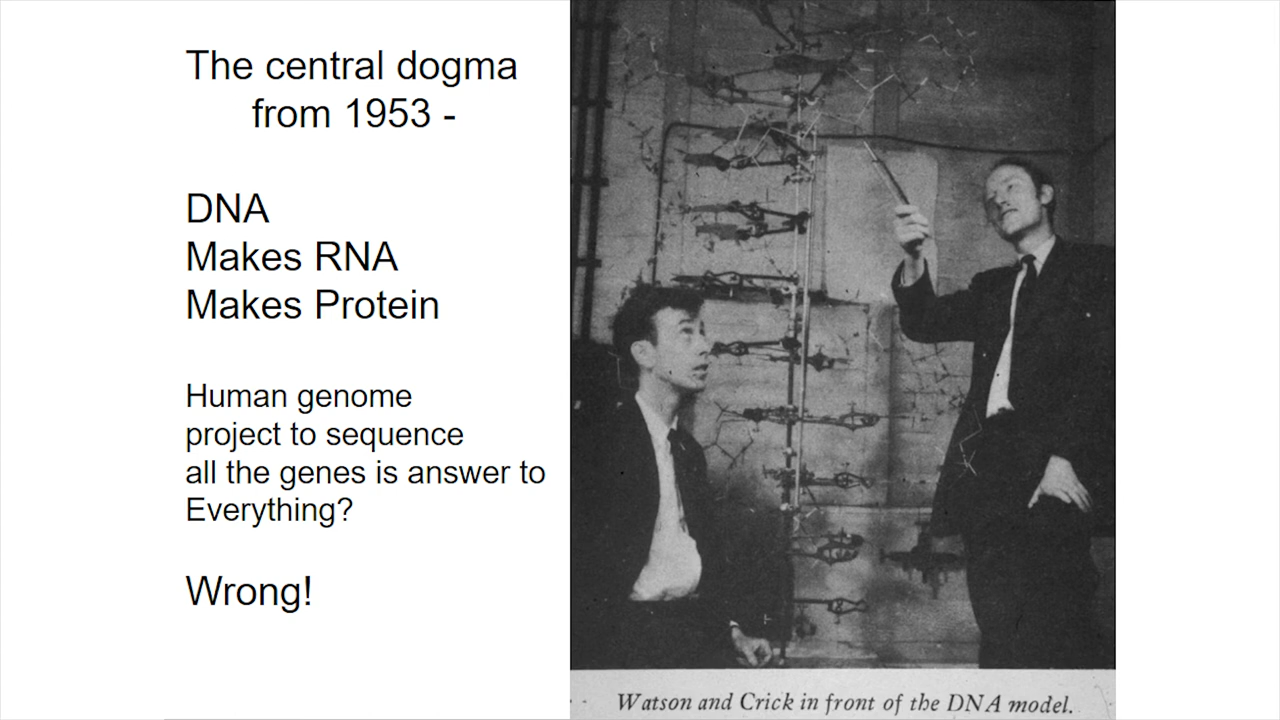 The central dogma
from 1953 -
DNA
Makes RNA
Makes Protein
Human genome
project to sequence
all the genes is answer to
Everything?
Wrong!
Watson and Crick in front of the DNA model.